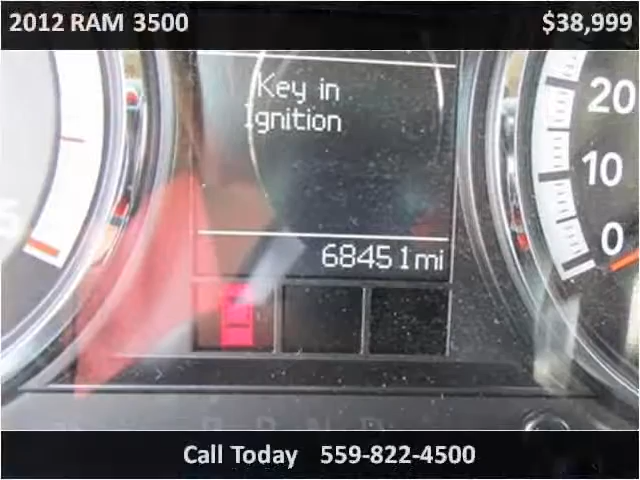 2012 RAM 3500 $38,999
Key in
Ignition
20
10
0
68451mi
Call Today 559-822-4500